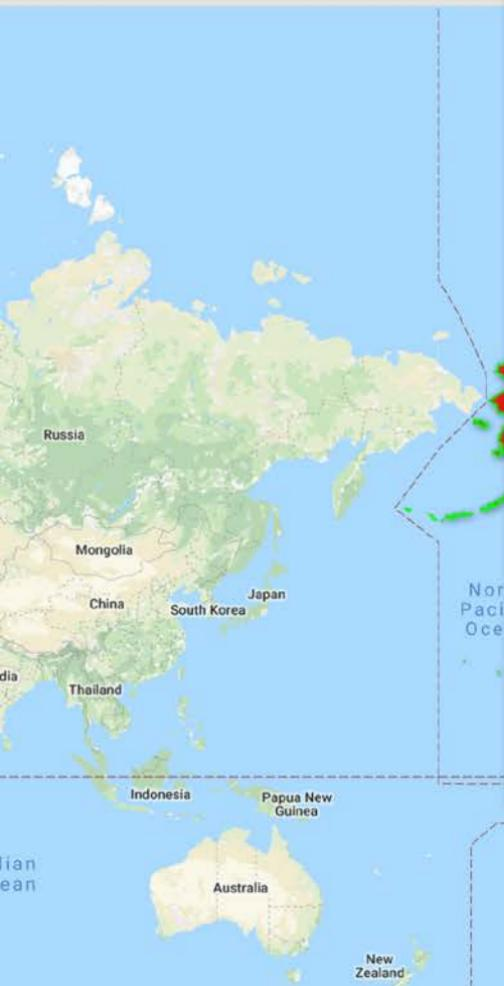 Russia
Mongolia
China
Japan
South Korea
Nor
Paci
Oce
dia
Thailand
Indonesia
Papua New
Guinea
lian
ean
Australia
New
Zealand